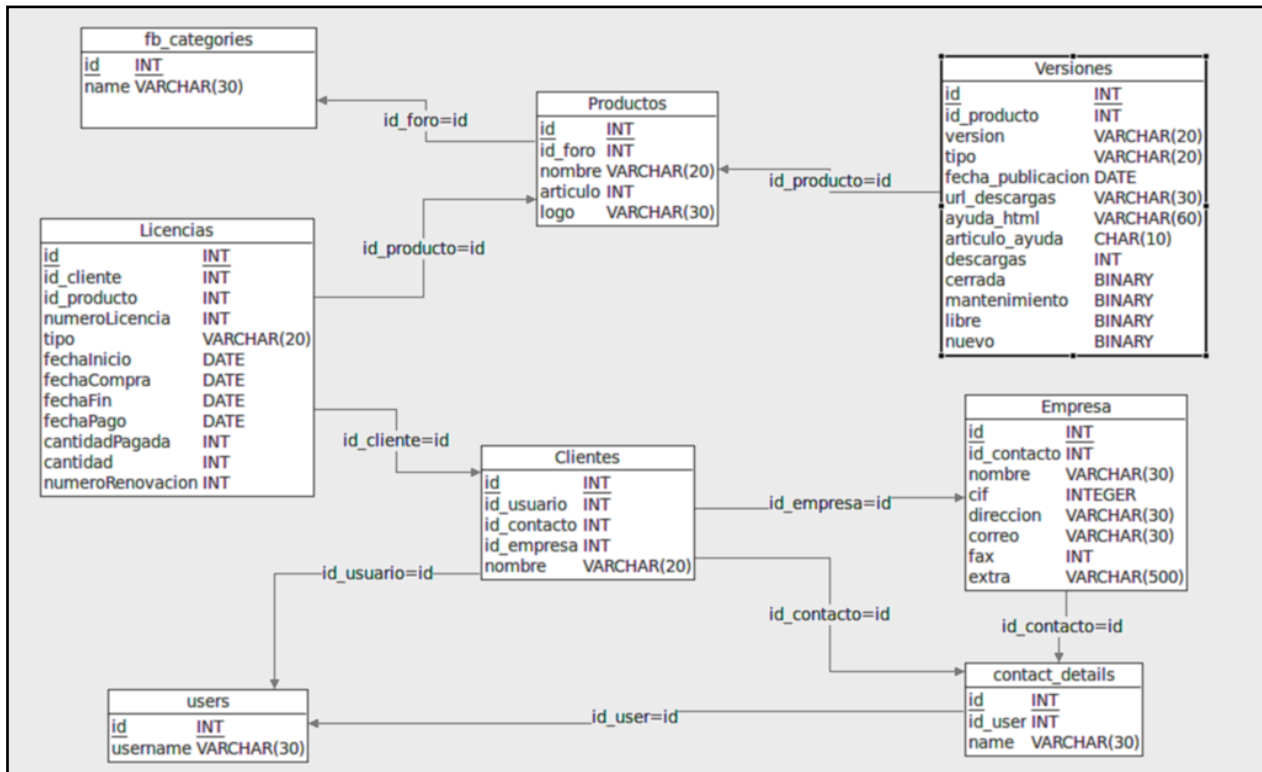 fb_categories
id INT
name VARCHAR(30)
id_foro=id
Productos
id INT
id_foro INT
nombre VARCHAR(20)
articulo INT
logo VARCHAR(30)
id_producto=id
Versiones
id INT
id_producto INT
version VARCHAR(20)
tipo VARCHAR(20)
fecha_publicacion DATE
url_descargas VARCHAR(30)
ayuda_html VARCHAR(60)
articulo_ayuda CHAR(10)
descargas INT
cerrada BINARY
mantenimiento BINARY
libre BINARY
nuevo BINARY
Licencias
id INT
id_cliente INT
id_producto INT
numeroLicencia INT
tipo VARCHAR(20)
fechaInicio DATE
fechaCompra DATE
fechaFin DATE
fechaPago DATE
cantidadPagada INT
cantidad INT
numeroRenovacion INT
id_producto=id
id_cliente=id
Clientes
id INT
id_usuario INT
id_contacto INT
id_empresa INT
nombre VARCHAR(20)
id_empresa=id
Empresa
id INT
id_contacto INT
nombre VARCHAR(30)
cif INTEGER
direccion VARCHAR(30)
correo VARCHAR(30)
fax INT
extra VARCHAR(500)
id_usuario=id
id_contacto=id
id_contacto=id
users
id INT
username VARCHAR(30)
id_user=id
contact_details
id INT
id_user INT
name VARCHAR(30)